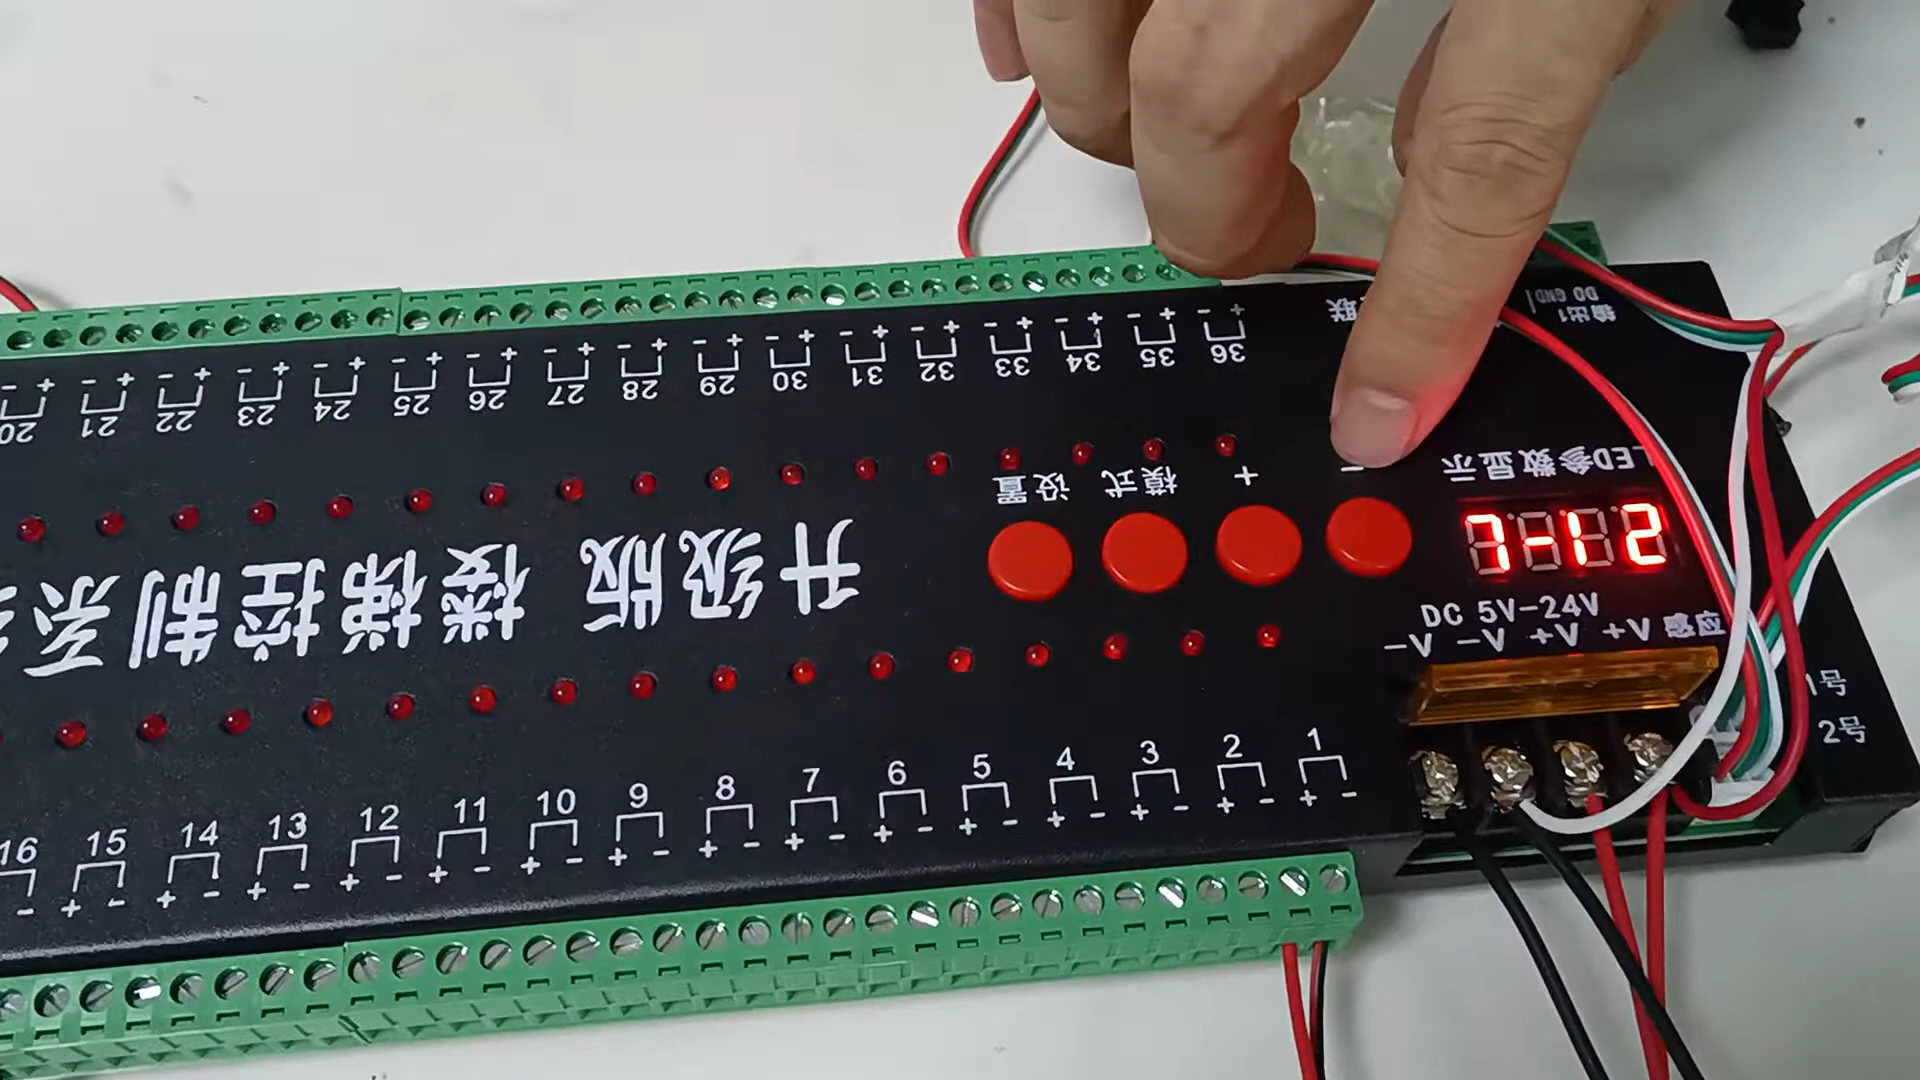 20 21 22 23 24 25 26 27 28 29 30 31 32 33 34 35 36
输出1
DO GND
LED参数显示
设置 模式 + -
7-12
升级版 楼梯控制系
DC 5V-24V
-V -V +V +V
1号
2号
16 15 14 13 12 11 10 9 8 7 6 5 4 3 2 1